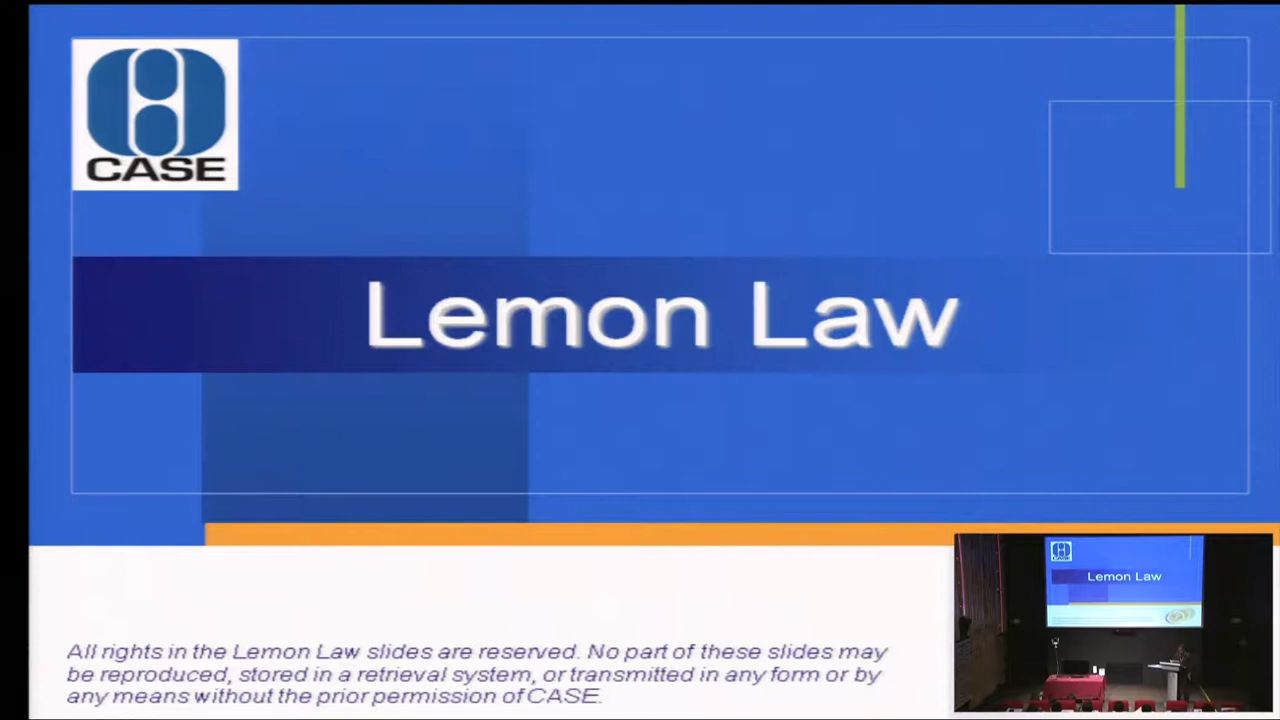 CASE
Lemon Law
All rights in the Lemon Law slides are reserved. No part of these slides may
be reproduced, stored in a retrieval system, or transmitted in any form or by
any means without the prior permission of CASE.
Lemon Law